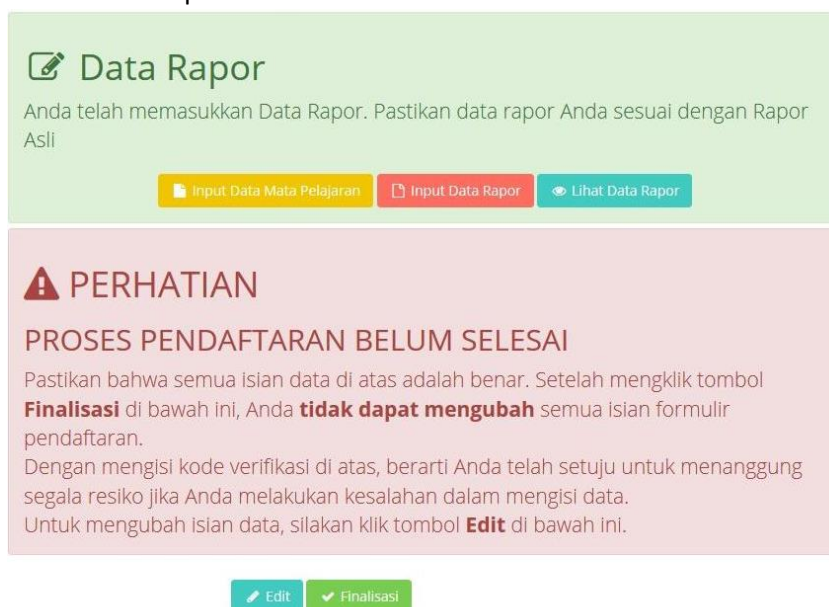 Data Rapor
Anda telah memasukkan Data Rapor. Pastikan data rapor Anda sesuai dengan Rapor
Asli
Input Data Mata Pelajaran Input Data Rapor Lihat Data Rapor
PERHATIAN
PROSES PENDAFTARAN BELUM SELESAI
Pastikan bahwa semua isian data di atas adalah benar. Setelah mengklik tombol
Finalisasi di bawah ini, Anda tidak dapat mengubah semua isian formulir
pendaftaran.
Dengan mengisi kode verifikasi di atas, berarti Anda telah setuju untuk menanggung
segala resiko jika Anda melakukan kesalahan dalam mengisi data.
Untuk mengubah isian data, silakan klik tombol Edit di bawah ini.
Edit Finalisasi